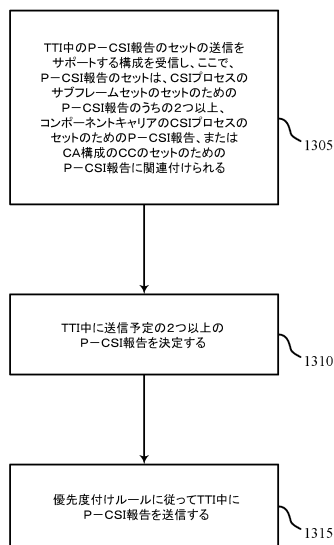 TTI中のP－CSI報告のセットの送信を
サポートする構成を受信し、ここで、
P－CSI報告のセットは、CSIプロセスの
サブフレームセットのセットのための
P－CSI報告のうちの2つ以上、
コンポーネントキャリアのCSIプロセスの
セットのためのP－CSI報告、または
CA構成のCCのセットのための
P－CSI報告に関連付けられる
1305
TTI中に送信予定の2つ以上の
P－CSI報告を決定する
1310
優先度付けルールに従ってTTI中に
P－CSI報告を送信する
1315